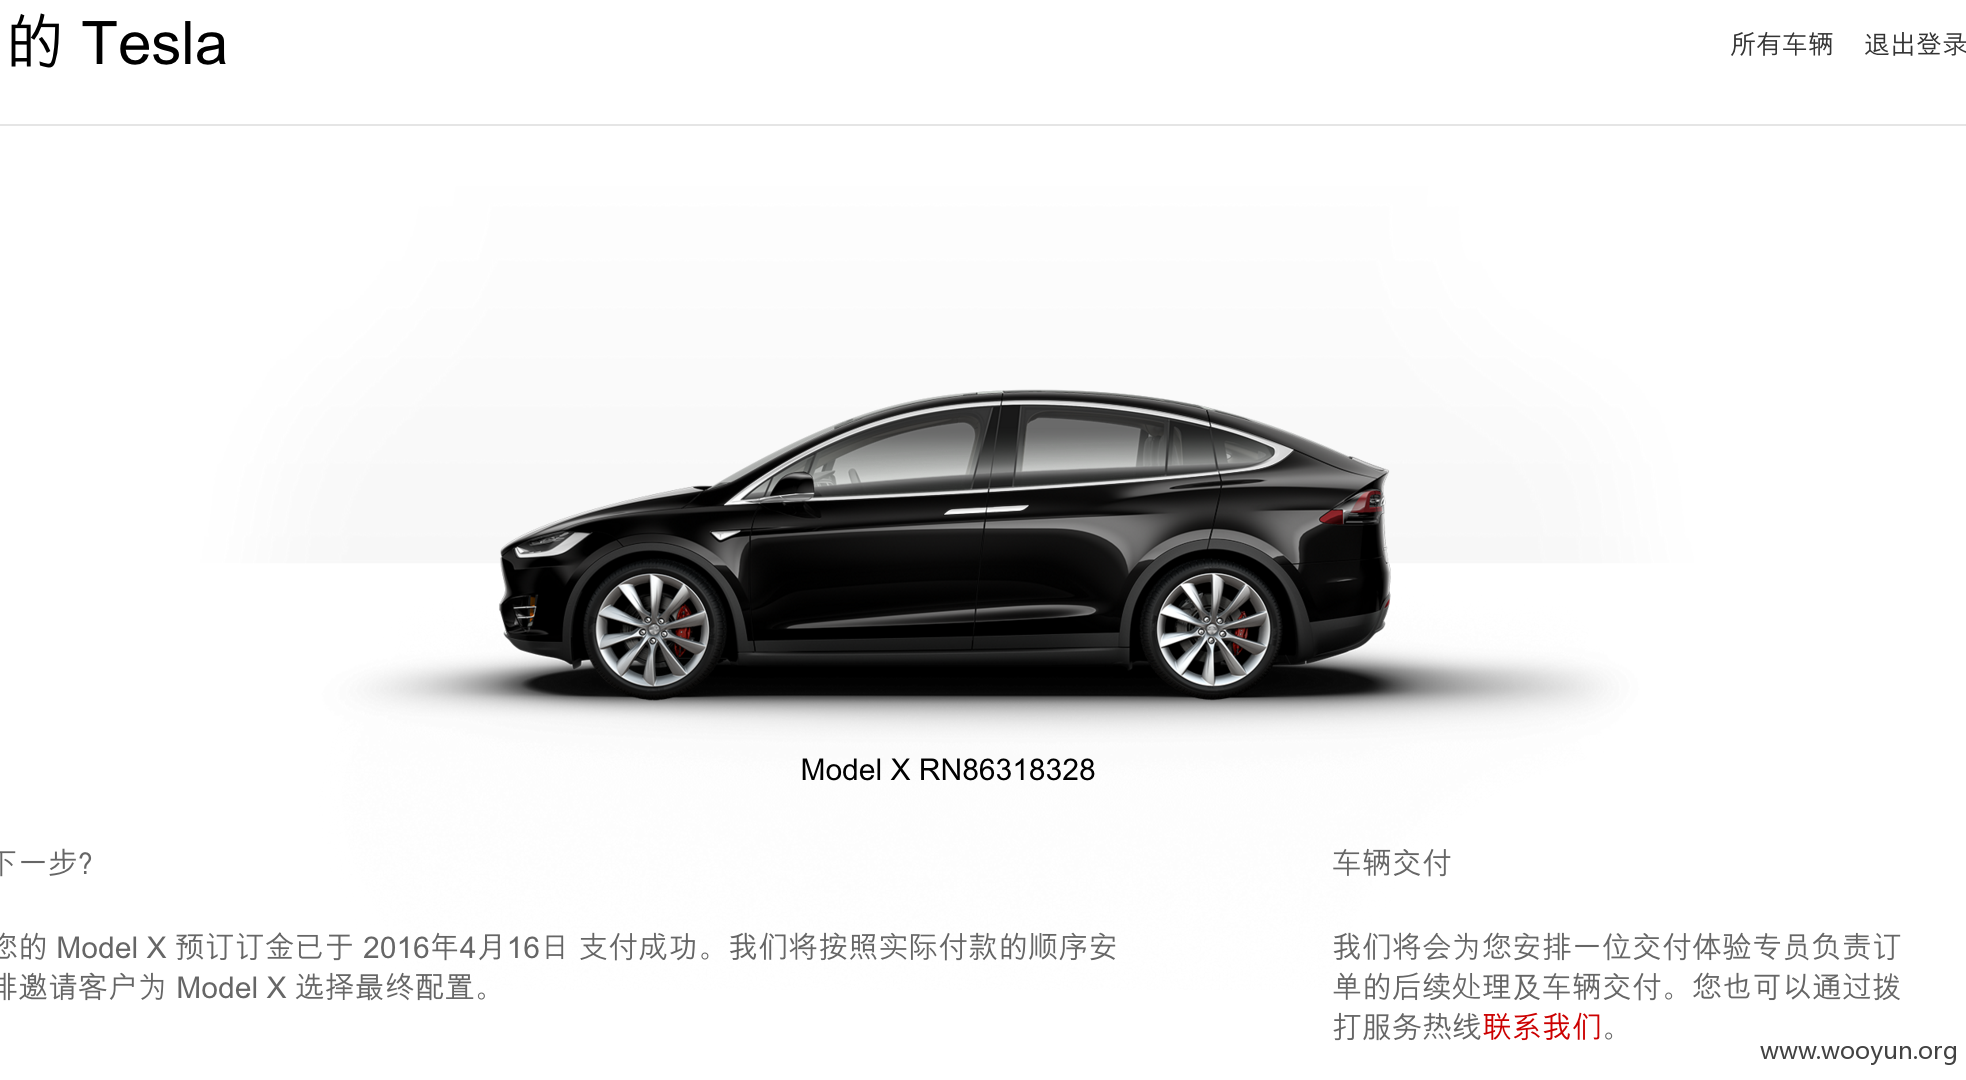 的 Tesla
所有车辆 退出登录
Model X RN86318328
下一步?
您的 Model X 预订订金已于 2016年4月16日 支付成功。我们将按照实际付款的顺序安
排邀请客户为 Model X 选择最终配置。
车辆交付
我们将会为您安排一位交付体验专员负责订
单的后续处理及车辆交付。您也可以通过拨
打服务热线联系我们。
www.wooyun.org